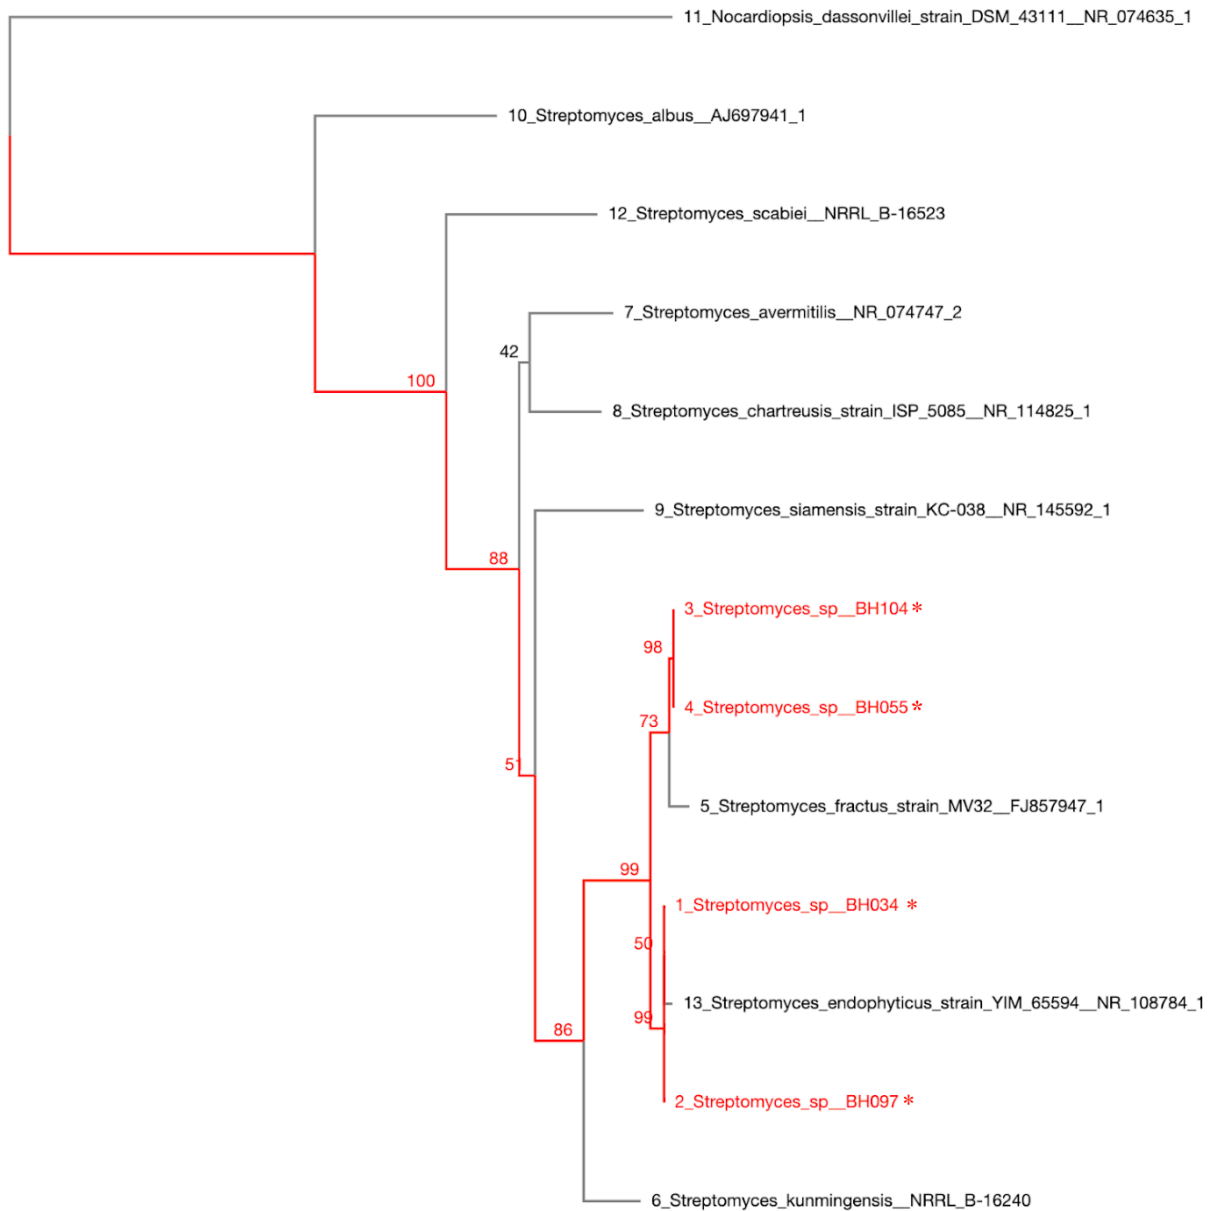 11_Nocardiopsis_dassonvillei_strain_DSM_43111__NR_074635_1
10_Streptomyces_albus__AJ697941_1
12_Streptomyces_scabiei__NRRL_B-16523
7_Streptomyces_avermitilis__NR_074747_2
42
100
8_Streptomyces_chartreusis_strain_ISP_5085__NR_114825_1
9_Streptomyces_siamensis_strain_KC-038__NR_145592_1
88
3_Streptomyces_sp__BH104 *
98
4_Streptomyces_sp__BH055 *
73
51
5_Streptomyces_fractus_strain_MV32__FJ857947_1
99
1_Streptomyces_sp__BH034 *
50
13_Streptomyces_endophyticus_strain_YIM_65594__NR_108784_1
99
86
2_Streptomyces_sp__BH097 *
6_Streptomyces_kunmingensis__NRRL_B-16240